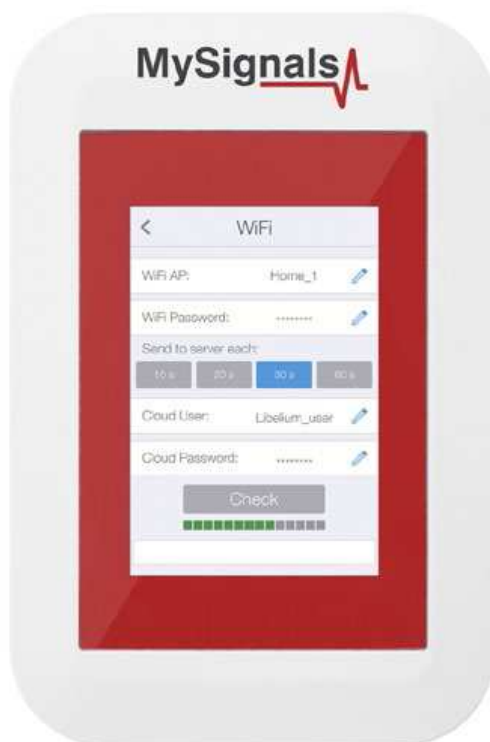 MySignals
< WiFi
WiFi AP: Home_1
WiFi Password: ********
Send to server each:
10 s 20 s 30 s 60 s
Cloud User: Libelium_user
Cloud Password: ********
Check